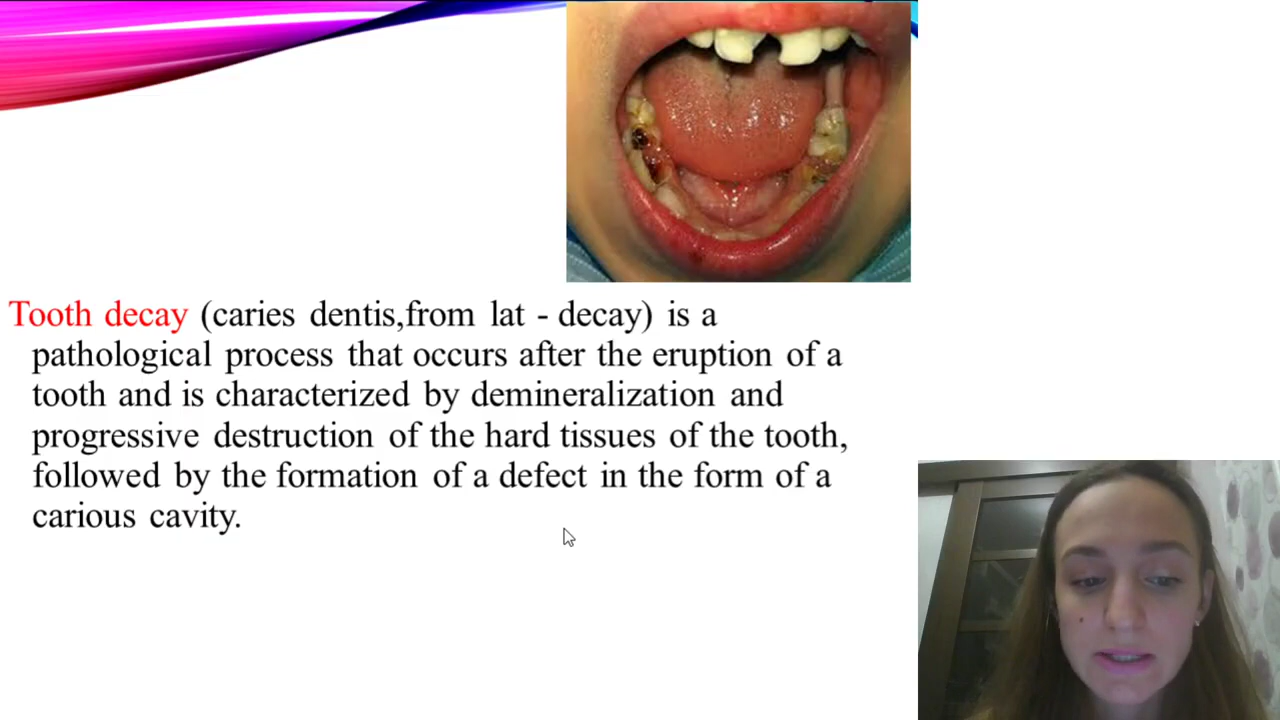 Tooth decay (caries dentis,from lat - decay) is a
pathological process that occurs after the eruption of a
tooth and is characterized by demineralization and
progressive destruction of the hard tissues of the tooth,
followed by the formation of a defect in the form of a
carious cavity.